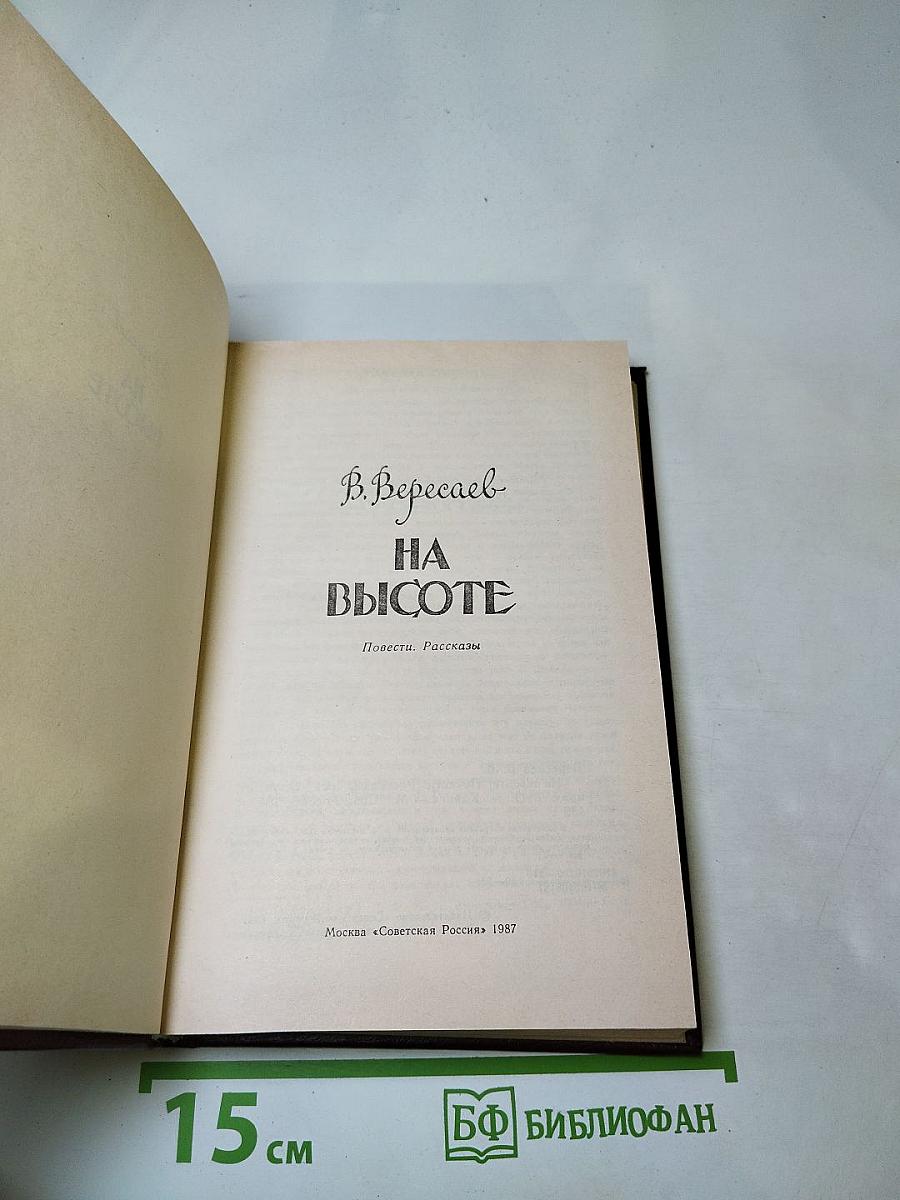 В. Вересаев
НА
ВЫСОТЕ
Повести. Рассказы
Москва «Советская Россия» 1987
15 см
БФ БИБЛИОФАН